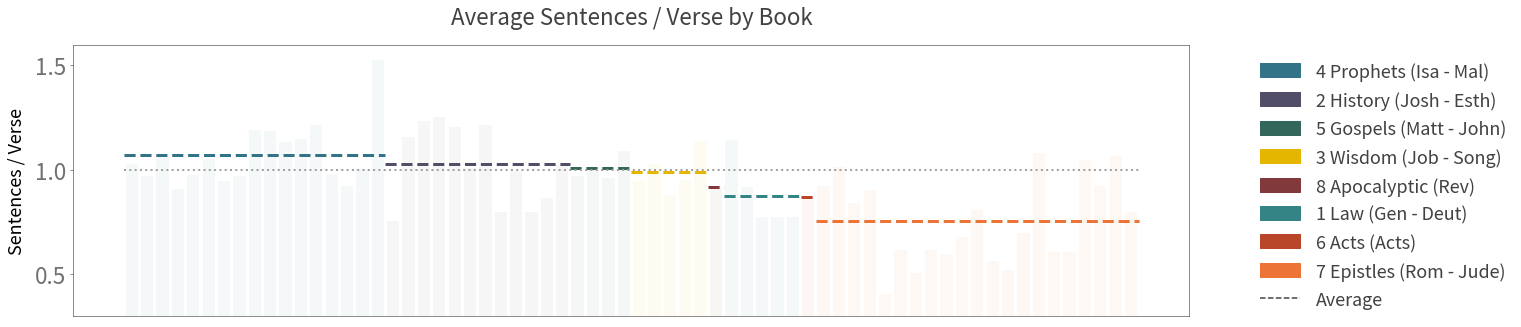 Average Sentences / Verse by Book
Sentences / Verse
1.5
1.0
0.5
4 Prophets (Isa - Mal)
2 History (Josh - Esth)
5 Gospels (Matt - John)
3 Wisdom (Job - Song)
8 Apocalyptic (Rev)
1 Law (Gen - Deut)
6 Acts (Acts)
7 Epistles (Rom - Jude)
Average